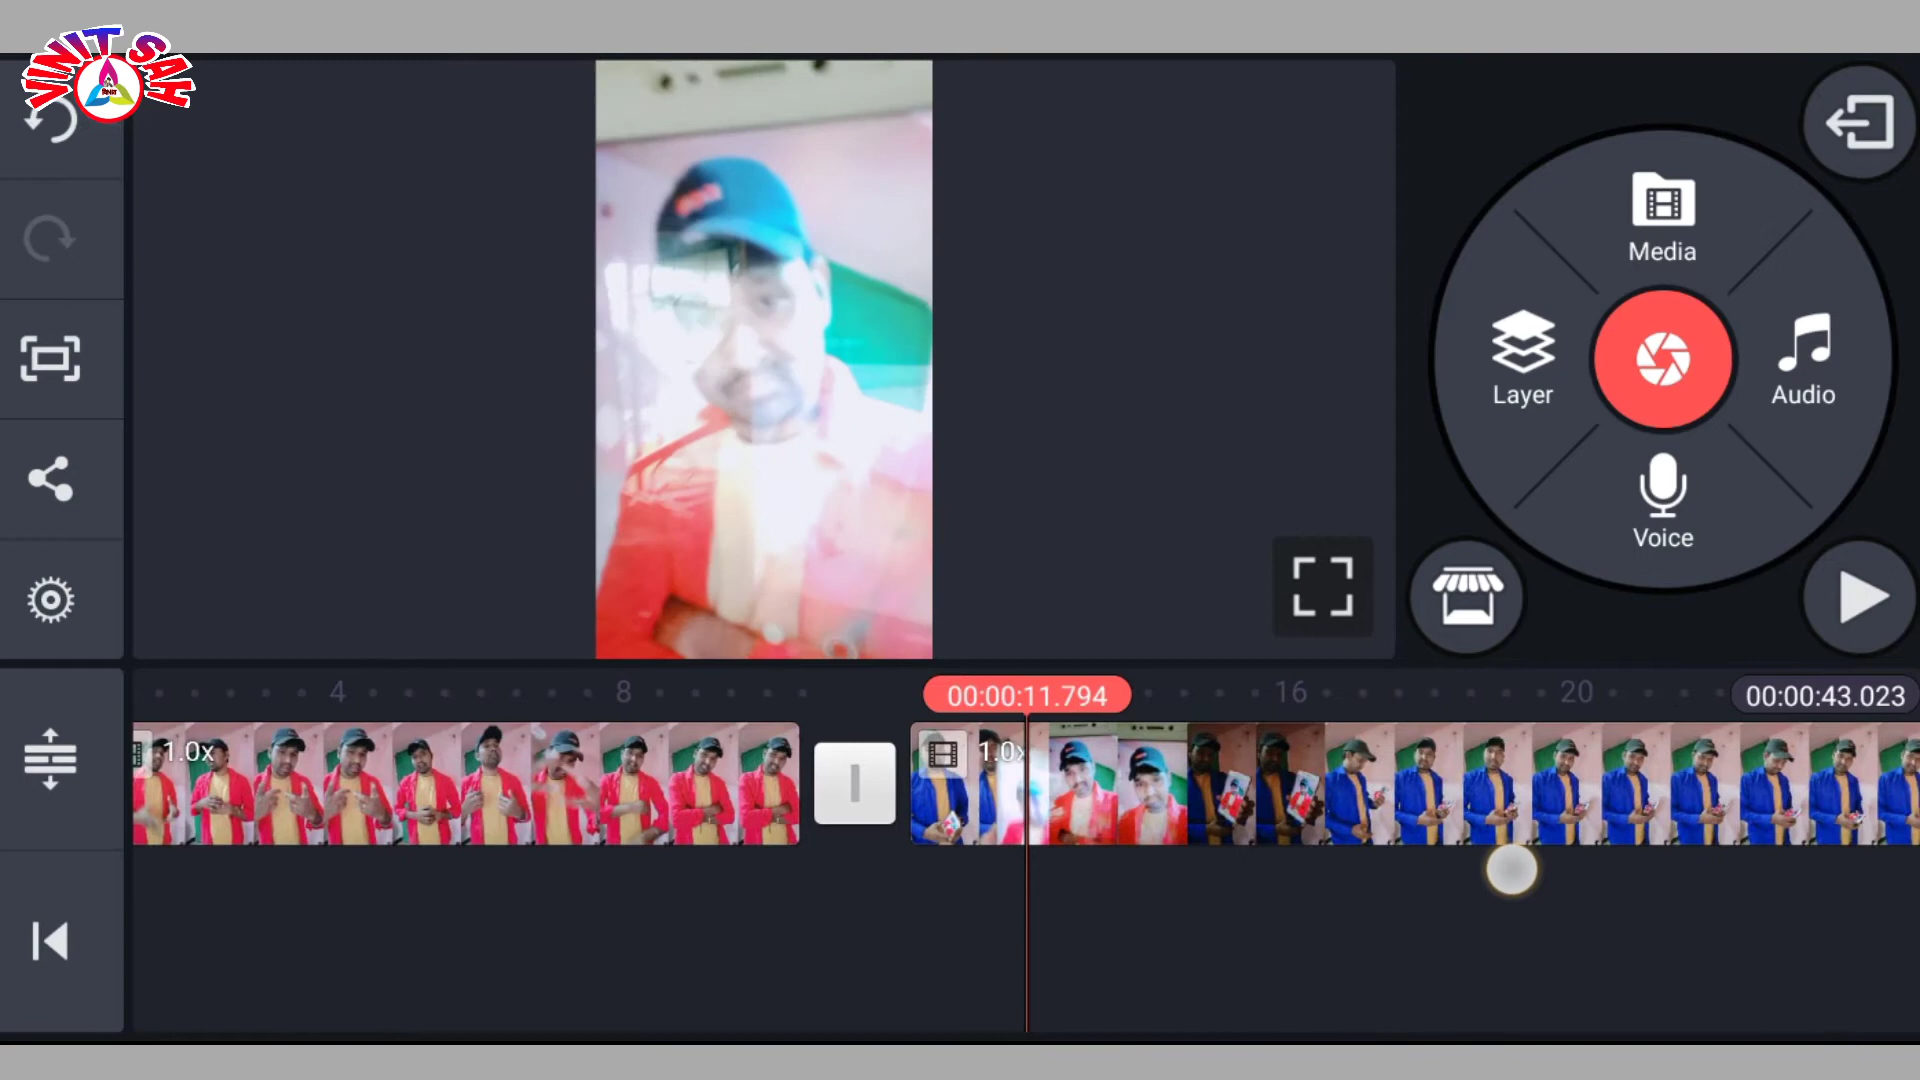 VINIT SAH
Media
Layer
Audio
Voice
4
8
00:00:11.794
16
20
00:00:43.023
1.0x
1.0x